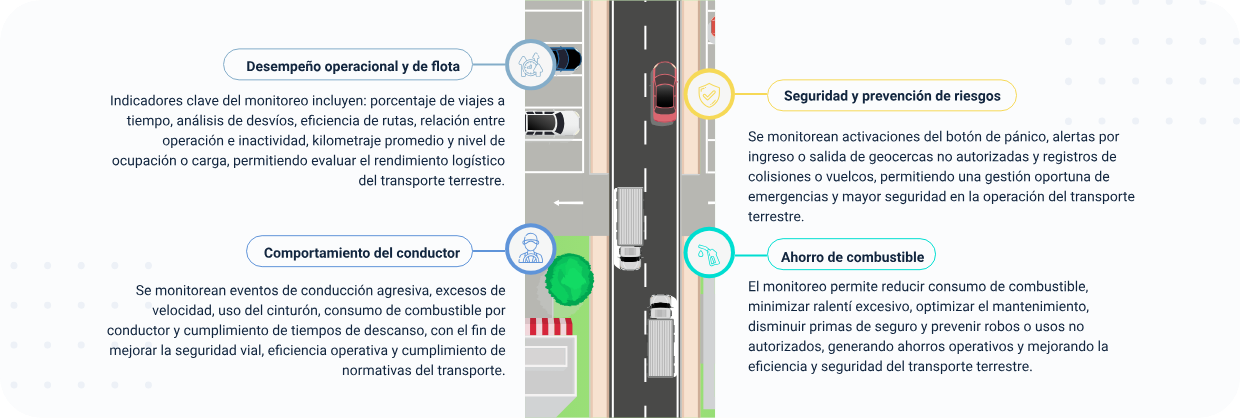 Desempeño operacional y de flota
Indicadores clave del monitoreo incluyen: porcentaje de viajes a
tiempo, análisis de desvíos, eficiencia de rutas, relación entre
operación e inactividad, kilometraje promedio y nivel de
ocupación o carga, permitiendo evaluar el rendimiento logístico
del transporte terrestre.
Comportamiento del conductor
Se monitorean eventos de conducción agresiva, excesos de
velocidad, uso del cinturón, consumo de combustible por
conductor y cumplimiento de tiempos de descanso, con el fin de
mejorar la seguridad vial, eficiencia operativa y cumplimiento de
normativas del transporte.
Seguridad y prevención de riesgos
Se monitorean activaciones del botón de pánico, alertas por
ingreso o salida de geocercas no autorizadas y registros de
colisiones o vuelcos, permitiendo una gestión oportuna de
emergencias y mayor seguridad en la operación del transporte
terrestre.
Ahorro de combustible
El monitoreo permite reducir consumo de combustible,
minimizar ralentí excesivo, optimizar el mantenimiento,
disminuir primas de seguro y prevenir robos o usos no
autorizados, generando ahorros operativos y mejorando la
eficiencia y seguridad del transporte terrestre.